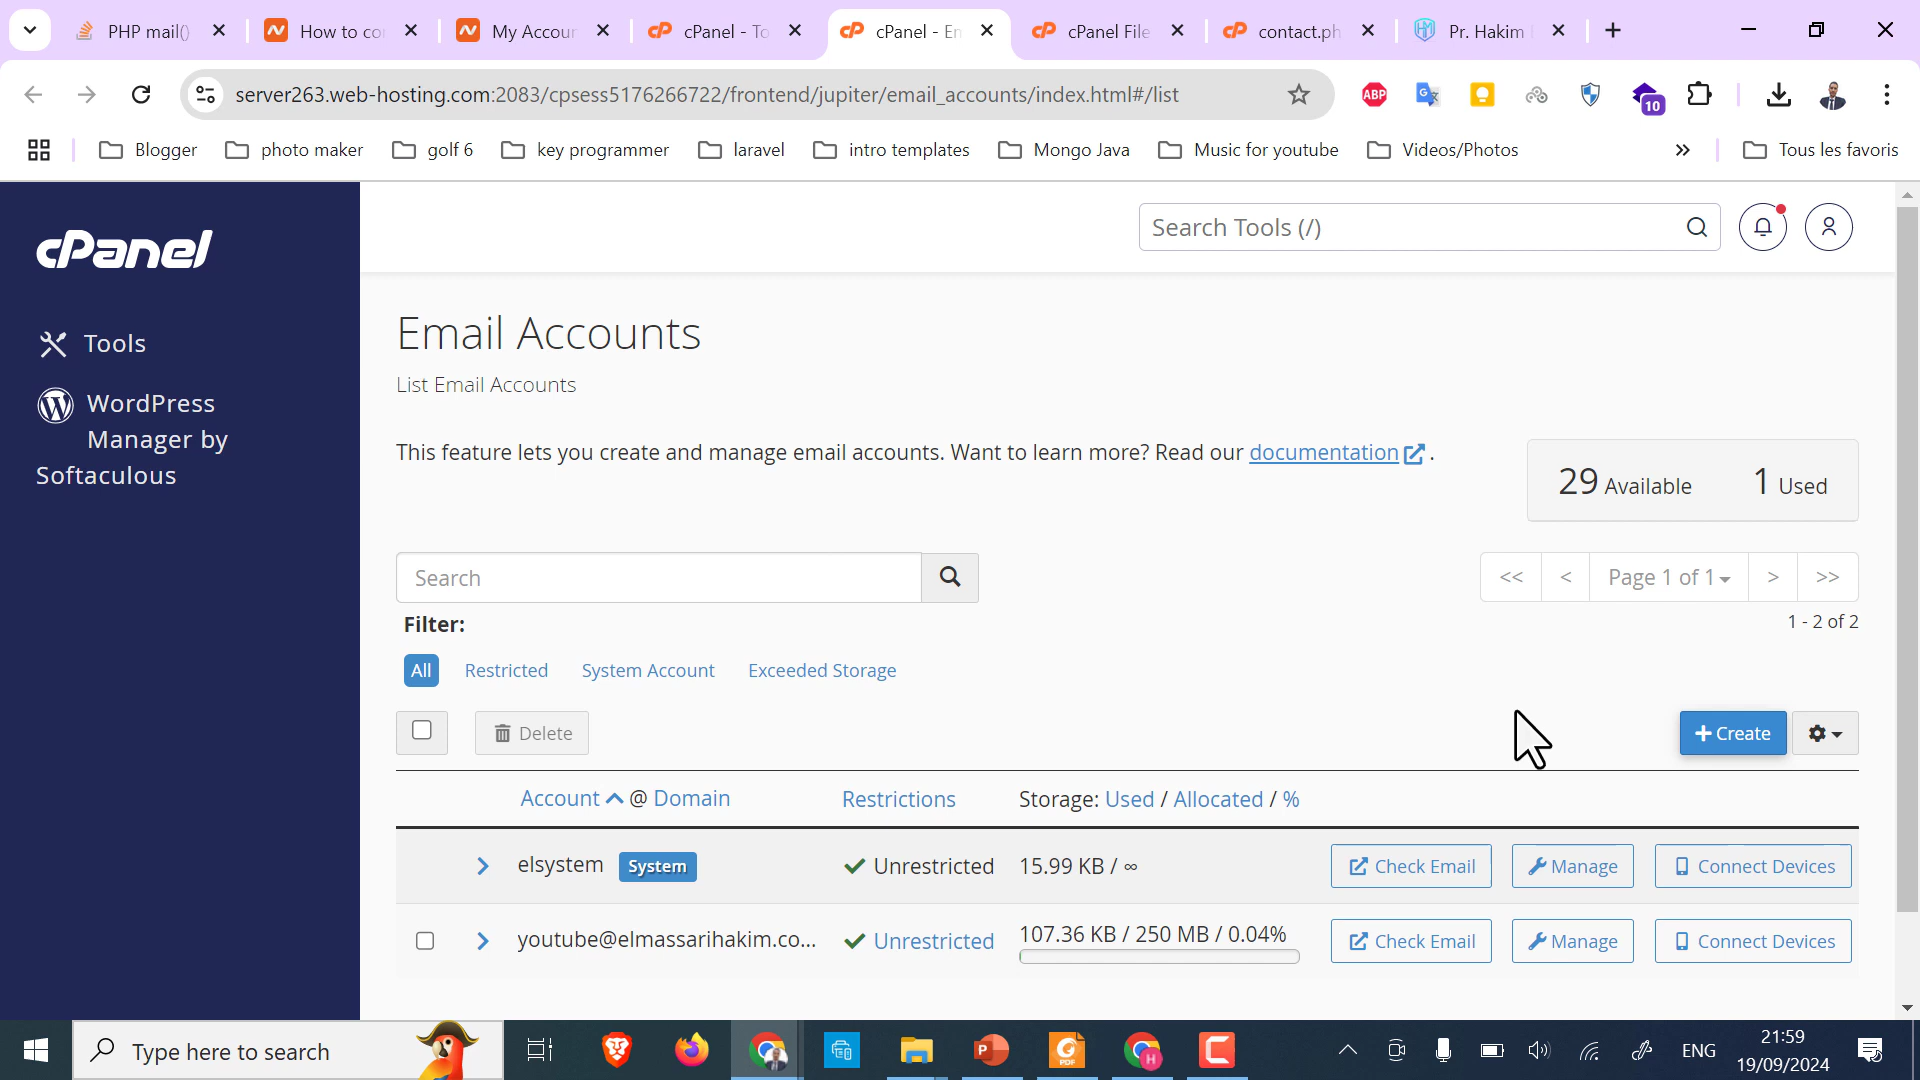 PHP mail()
How to co
My Accoun
cPanel - To
cPanel - Em
cPanel File
contact.ph
Pr. Hakim
server263.web-hosting.com:2083/cpsess5176266722/frontend/jupiter/email_accounts/index.html#/list
ABP
10
Blogger
photo maker
golf 6
key programmer
laravel
intro templates
Mongo Java
Music for youtube
Videos/Photos
»
Tous les favoris
cPanel
Search Tools (/)
Tools
WordPress
Manager by
Softaculous
Email Accounts
List Email Accounts
This feature lets you create and manage email accounts. Want to learn more? Read our documentation .
29 Available 1 Used
Search
<< < Page 1 of 1 > >>
1 - 2 of 2
Filter:
All Restricted System Account Exceeded Storage
Delete
+ Create
Account @ Domain Restrictions Storage: Used / Allocated / %
elsystem System Unrestricted 15.99 KB / ∞ Check Email Manage Connect Devices
youtube@elmassarihakim.co... Unrestricted 107.36 KB / 250 MB / 0.04% Check Email Manage Connect Devices
Type here to search
ENG
21:59
19/09/2024